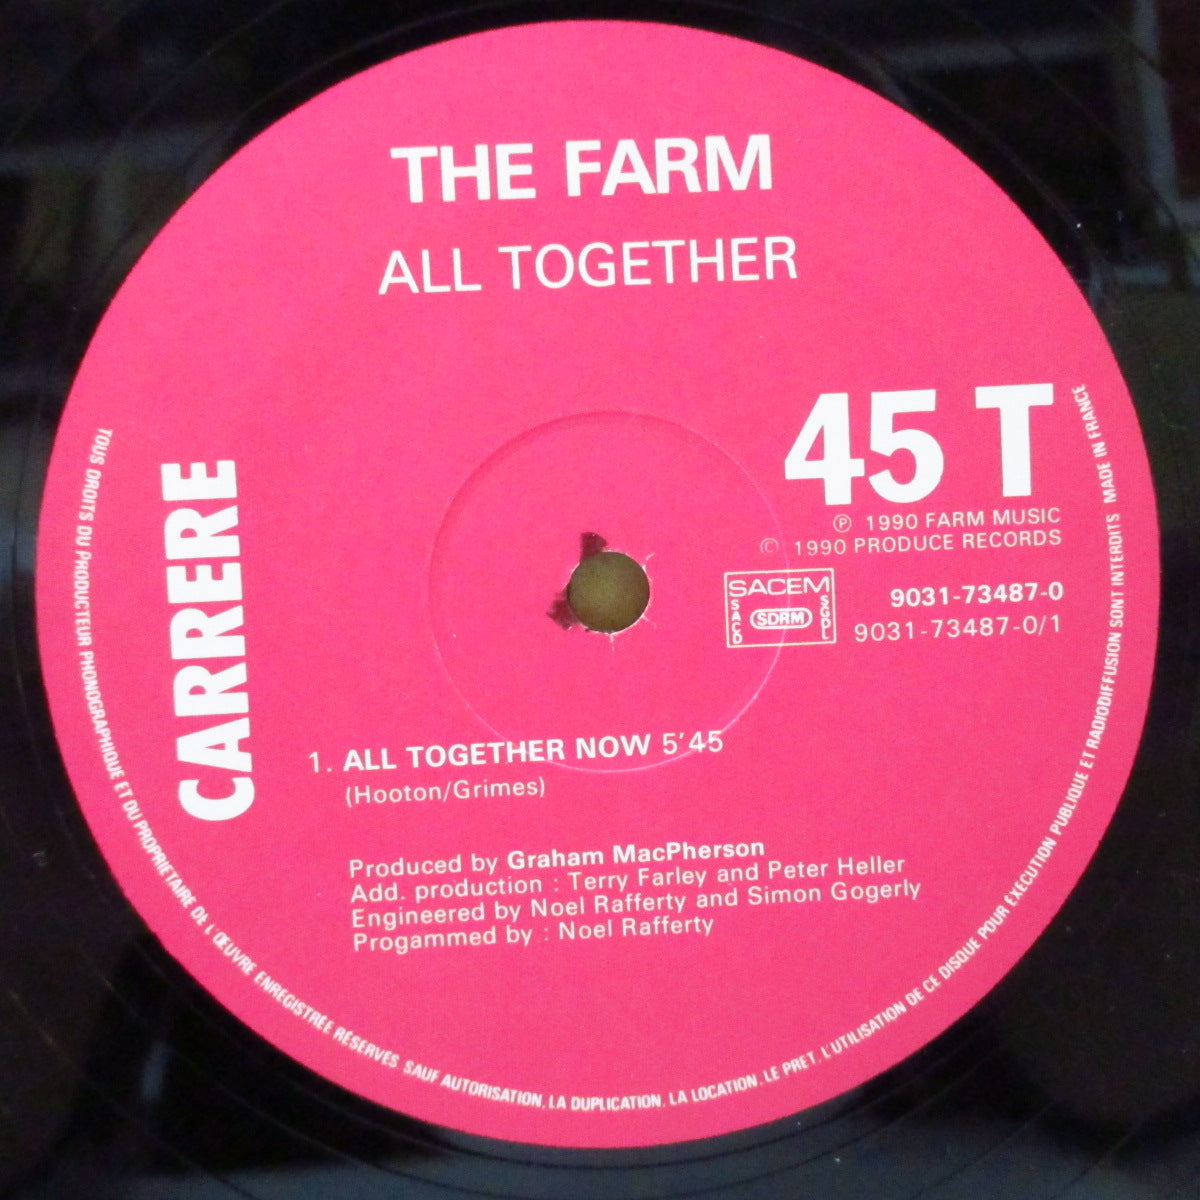 THE FARM
ALL TOGETHER
45 T
Ⓟ 1990 FARM MUSIC
© 1990 PRODUCE RECORDS
SACEM
SACD
SDRM
SGDL
9031-73487-0
9031-73487-0/1
CARRERE
1. ALL TOGETHER NOW 5'45
(Hooton/Grimes)
Produced by Graham MacPherson
Add. production : Terry Farley and Peter Heller
Engineered by Noel Rafferty and Simon Gogerly
Progammed by : Noel Rafferty
TOUS DROITS DU PRODUCTEUR PHONOGRAPHIQUE ET DU PROPRIETAIRE DE L'ŒUVRE ENREGISTRÉE RÉSERVÉS SAUF AUTORISATION, LA DUPLICATION, LA LOCATION, LE PRET, L'UTILISATION DE CE DISQUE POUR ÉXECUTION PUBLIQUE ET RADIODIFFUSION SONT INTERDITS MADE IN FRANCE